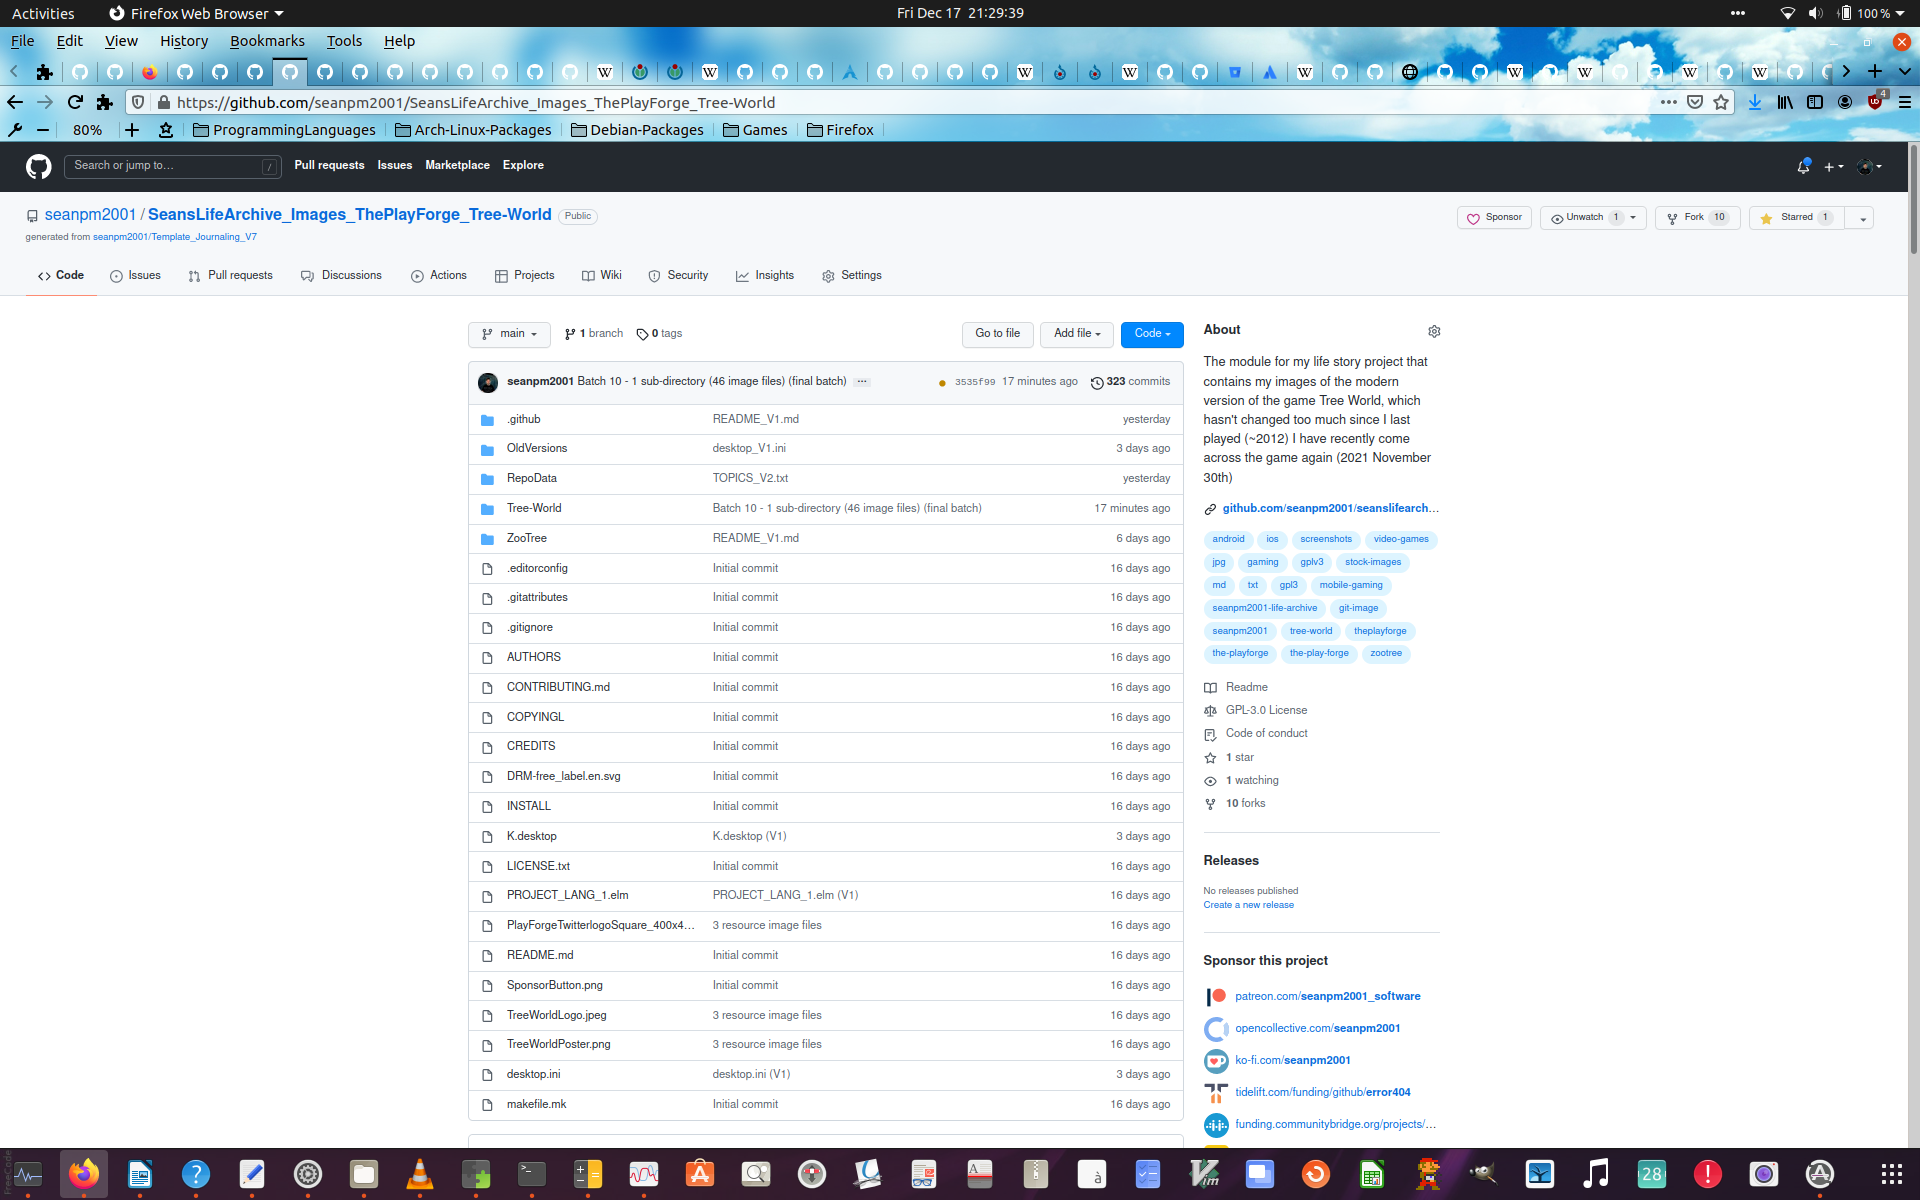 Activities Firefox Web Browser Fri Dec 17 21:29:39 100 %
File Edit View History Bookmarks Tools Help
https://github.com/seanpm2001/SeansLifeArchive_Images_ThePlayForge_Tree-World 4
80% ProgrammingLanguages Arch-Linux-Packages Debian-Packages Games Firefox
Search or jump to… / Pull requests Issues Marketplace Explore
seanpm2001 / SeansLifeArchive_Images_ThePlayForge_Tree-World Public Sponsor Unwatch 1 Fork 10 Starred 1
generated from seanpm2001/Template_Journaling_V7
Code Issues Pull requests Discussions Actions Projects Wiki Security Insights Settings
main 1 branch 0 tags Go to file Add file Code
seanpm2001 Batch 10 - 1 sub-directory (46 image files) (final batch) … 3535f99 17 minutes ago 323 commits
.github README_V1.md yesterday
OldVersions desktop_V1.ini 3 days ago
RepoData TOPICS_V2.txt yesterday
Tree-World Batch 10 - 1 sub-directory (46 image files) (final batch) 17 minutes ago
ZooTree README_V1.md 6 days ago
.editorconfig Initial commit 16 days ago
.gitattributes Initial commit 16 days ago
.gitignore Initial commit 16 days ago
AUTHORS Initial commit 16 days ago
CONTRIBUTING.md Initial commit 16 days ago
COPYINGL Initial commit 16 days ago
CREDITS Initial commit 16 days ago
DRM-free_label.en.svg Initial commit 16 days ago
INSTALL Initial commit 16 days ago
K.desktop K.desktop (V1) 3 days ago
LICENSE.txt Initial commit 16 days ago
PROJECT_LANG_1.elm PROJECT_LANG_1.elm (V1) 16 days ago
PlayForgeTwitterlogoSquare_400x4… 3 resource image files 16 days ago
README.md Initial commit 16 days ago
SponsorButton.png Initial commit 16 days ago
TreeWorldLogo.jpeg 3 resource image files 16 days ago
TreeWorldPoster.png 3 resource image files 16 days ago
desktop.ini desktop.ini (V1) 3 days ago
makefile.mk Initial commit 16 days ago
About
The module for my life story project that
contains my images of the modern
version of the game Tree World, which
hasn't changed too much since I last
played (~2012) I have recently come
across the game again (2021 November
30th)
github.com/seanpm2001/seanslifearch…
android ios screenshots video-games
jpg gaming gplv3 stock-images
md txt gpl3 mobile-gaming
seanpm2001-life-archive git-image
seanpm2001 tree-world theplayforge
the-playforge the-play-forge zootree
Readme
GPL-3.0 License
Code of conduct
1 star
1 watching
10 forks
Releases
No releases published
Create a new release
Sponsor this project
patreon.com/seanpm2001_software
opencollective.com/seanpm2001
ko-fi.com/seanpm2001
tidelift.com/funding/github/error404
funding.communitybridge.org/projects/…
28